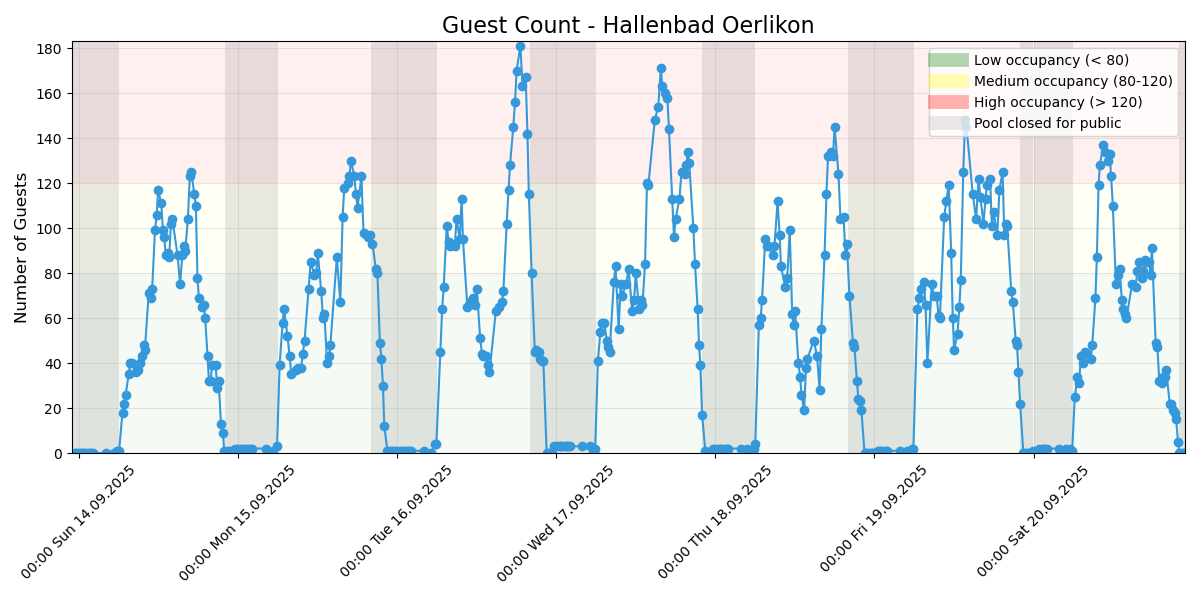 Guest Count - Hallenbad Oerlikon
Number of Guests
180
160
140
120
100
80
60
40
20
0
Low occupancy (< 80)
Medium occupancy (80-120)
High occupancy (> 120)
Pool closed for public
00:00 Sun 14.09.2025
00:00 Mon 15.09.2025
00:00 Tue 16.09.2025
00:00 Wed 17.09.2025
00:00 Thu 18.09.2025
00:00 Fri 19.09.2025
00:00 Sat 20.09.2025